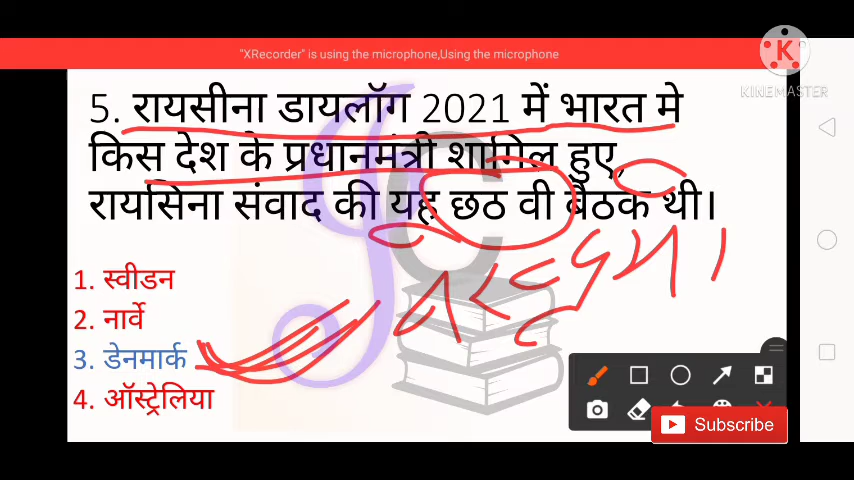 "XRecorder" is using the microphone,Using the microphone
K
KINEMASTER
5. रायसीना डायलॉग 2021 में भारत मे
किस देश के प्रधानमंत्री शामिल हुए,
रायसिना संवाद की यह छठ वी बैठक थी।
1. स्वीडन
2. नार्वे
3. डेनमार्क
4. ऑस्ट्रेलिया
Subscribe